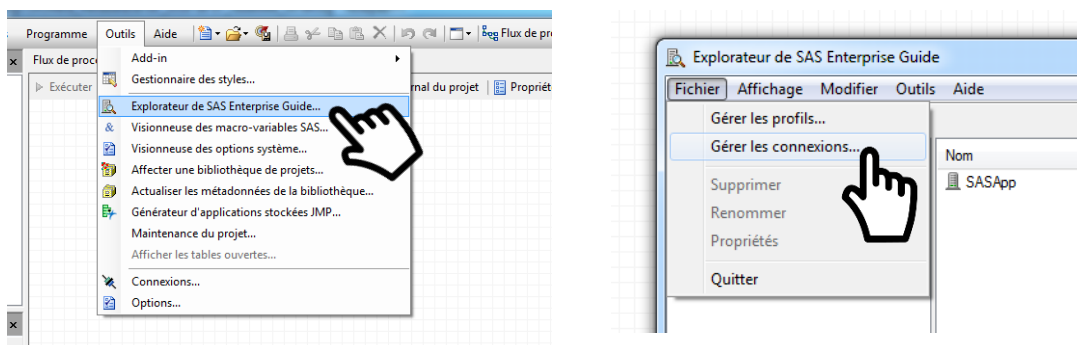 Programme Outils Aide Flux de pro
Flux de proc
Add-in
Gestionnaire des styles...
Exécuter
rnal du projet Propriét
Explorateur de SAS Enterprise Guide...
Visionneuse des macro-variables SAS...
Visionneuse des options système...
Affecter une bibliothèque de projets...
Actualiser les métadonnées de la bibliothèque...
Générateur d'applications stockées JMP...
Maintenance du projet...
Afficher les tables ouvertes...
Connexions...
Options...
Explorateur de SAS Enterprise Guide
Fichier Affichage Modifier Outils Aide
Gérer les profils...
Gérer les connexions...
Supprimer
Renommer
Propriétés
Quitter
Nom
SASApp